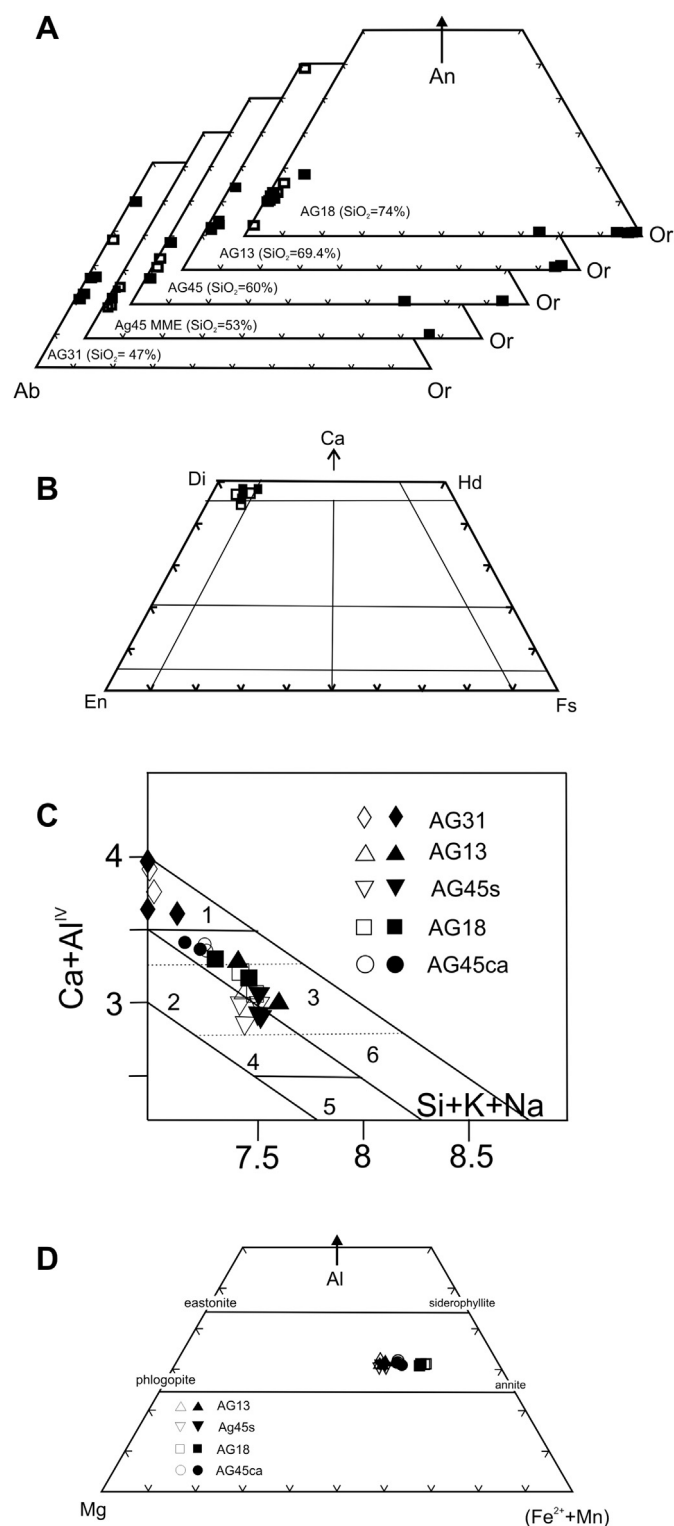 A
An
AG18 (SiO₂=74%)
Or
AG13 (SiO₂=69.4%)
Or
AG45 (SiO₂=60%)
Or
Ag45 MME (SiO₂=53%)
Or
AG31 (SiO₂= 47%)
Ab
Or
B
Ca
Di
Hd
En
Fs
C
AG31
4
AG13
AG45s
1
AG18
AG45ca
Ca+Alᴵⱽ
3
2
3
4
6
5
Si+K+Na
7.5
8
8.5
D
Al
eastonite
siderophyllite
phlogopite
annite
AG13
Ag45s
AG18
AG45ca
Mg
(Fe²⁺+Mn)